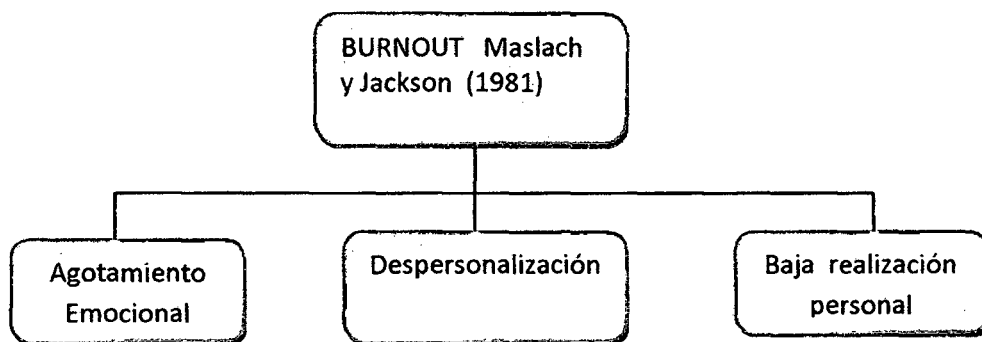 BURNOUT Maslach
y Jackson (1981)
Agotamiento
Emocional
Despersonalización
Baja realización
personal